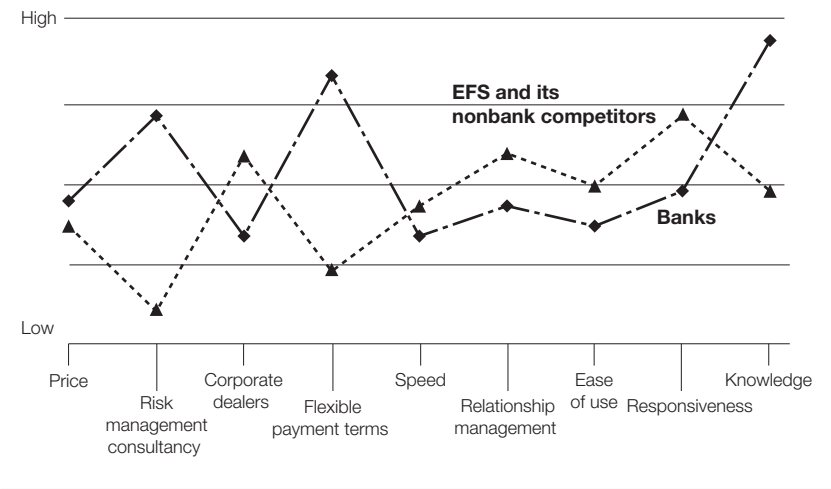 High
EFS and its
nonbank competitors
Banks
Low
Price
Risk
management
consultancy
Corporate
dealers
Flexible
payment terms
Speed
Relationship
management
Ease
of use
Responsiveness
Knowledge